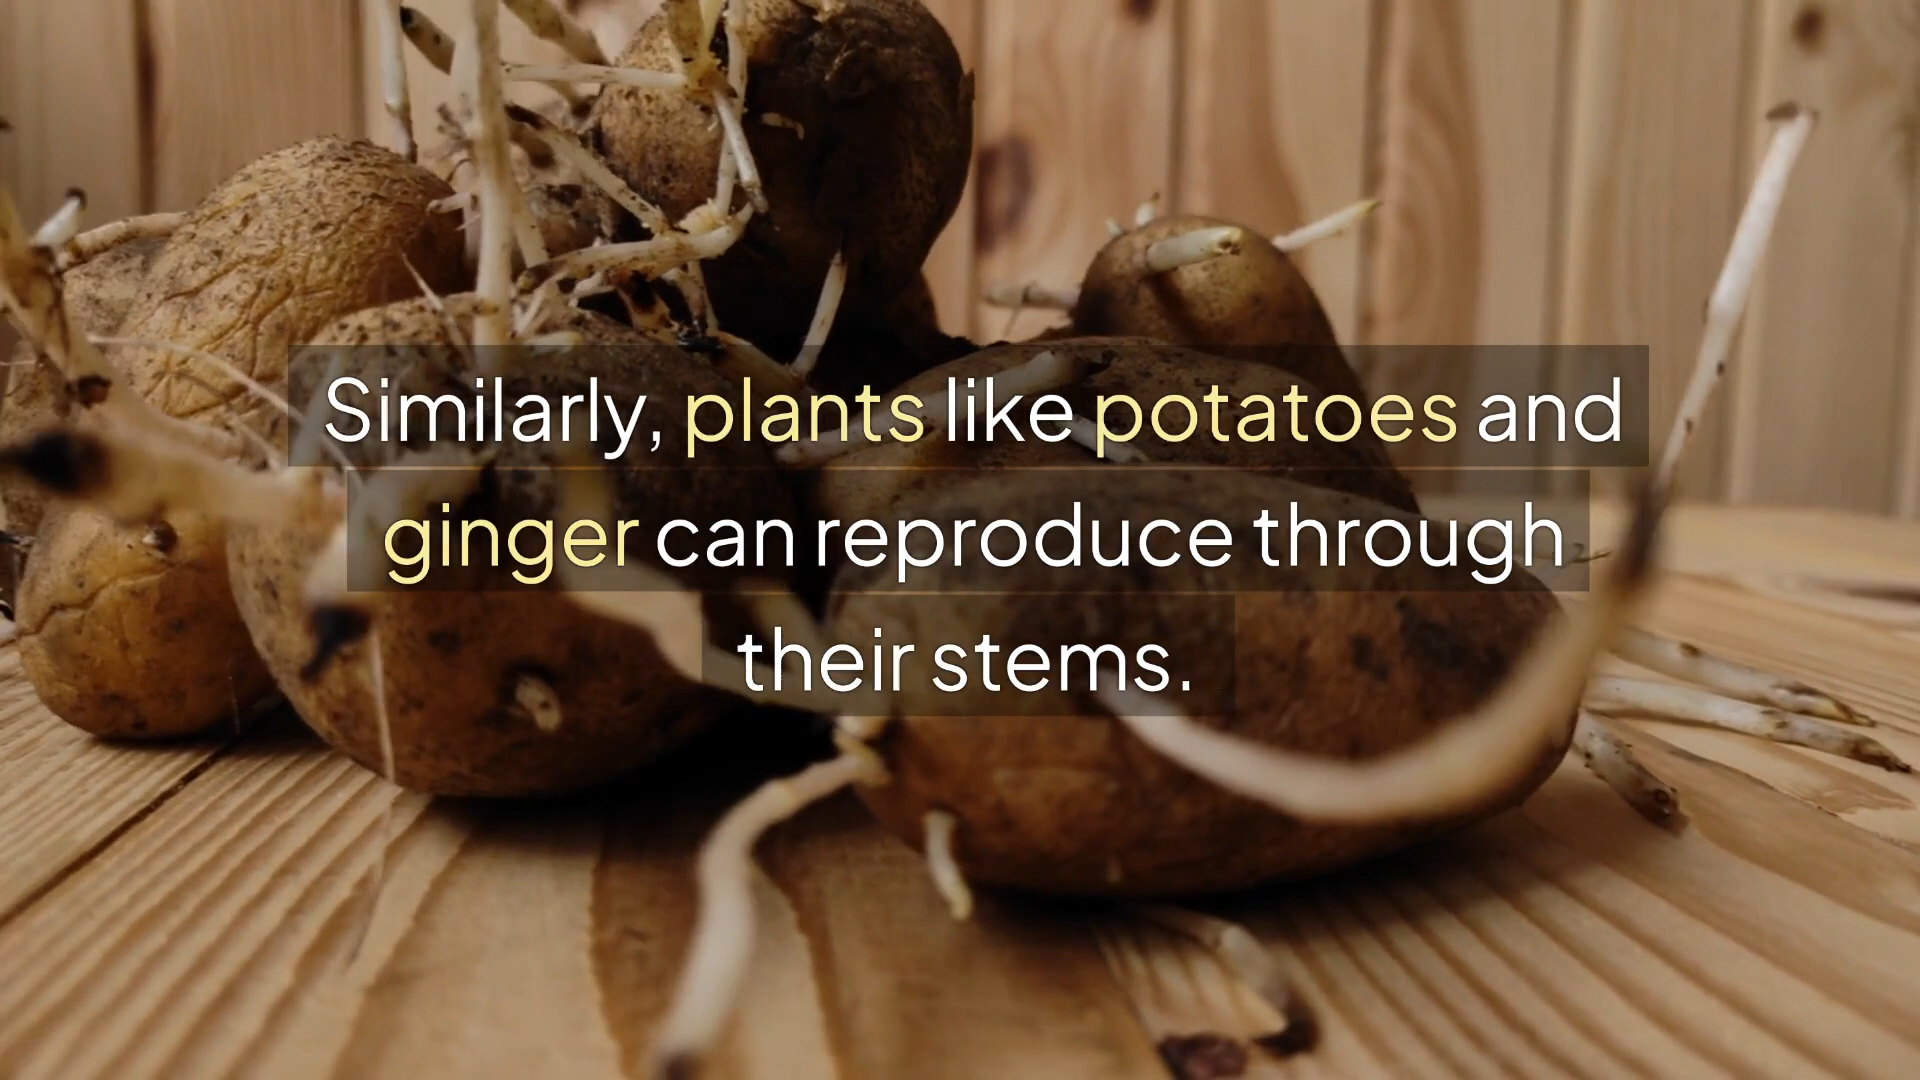 Similarly, plants like potatoes and
ginger can reproduce through
their stems.